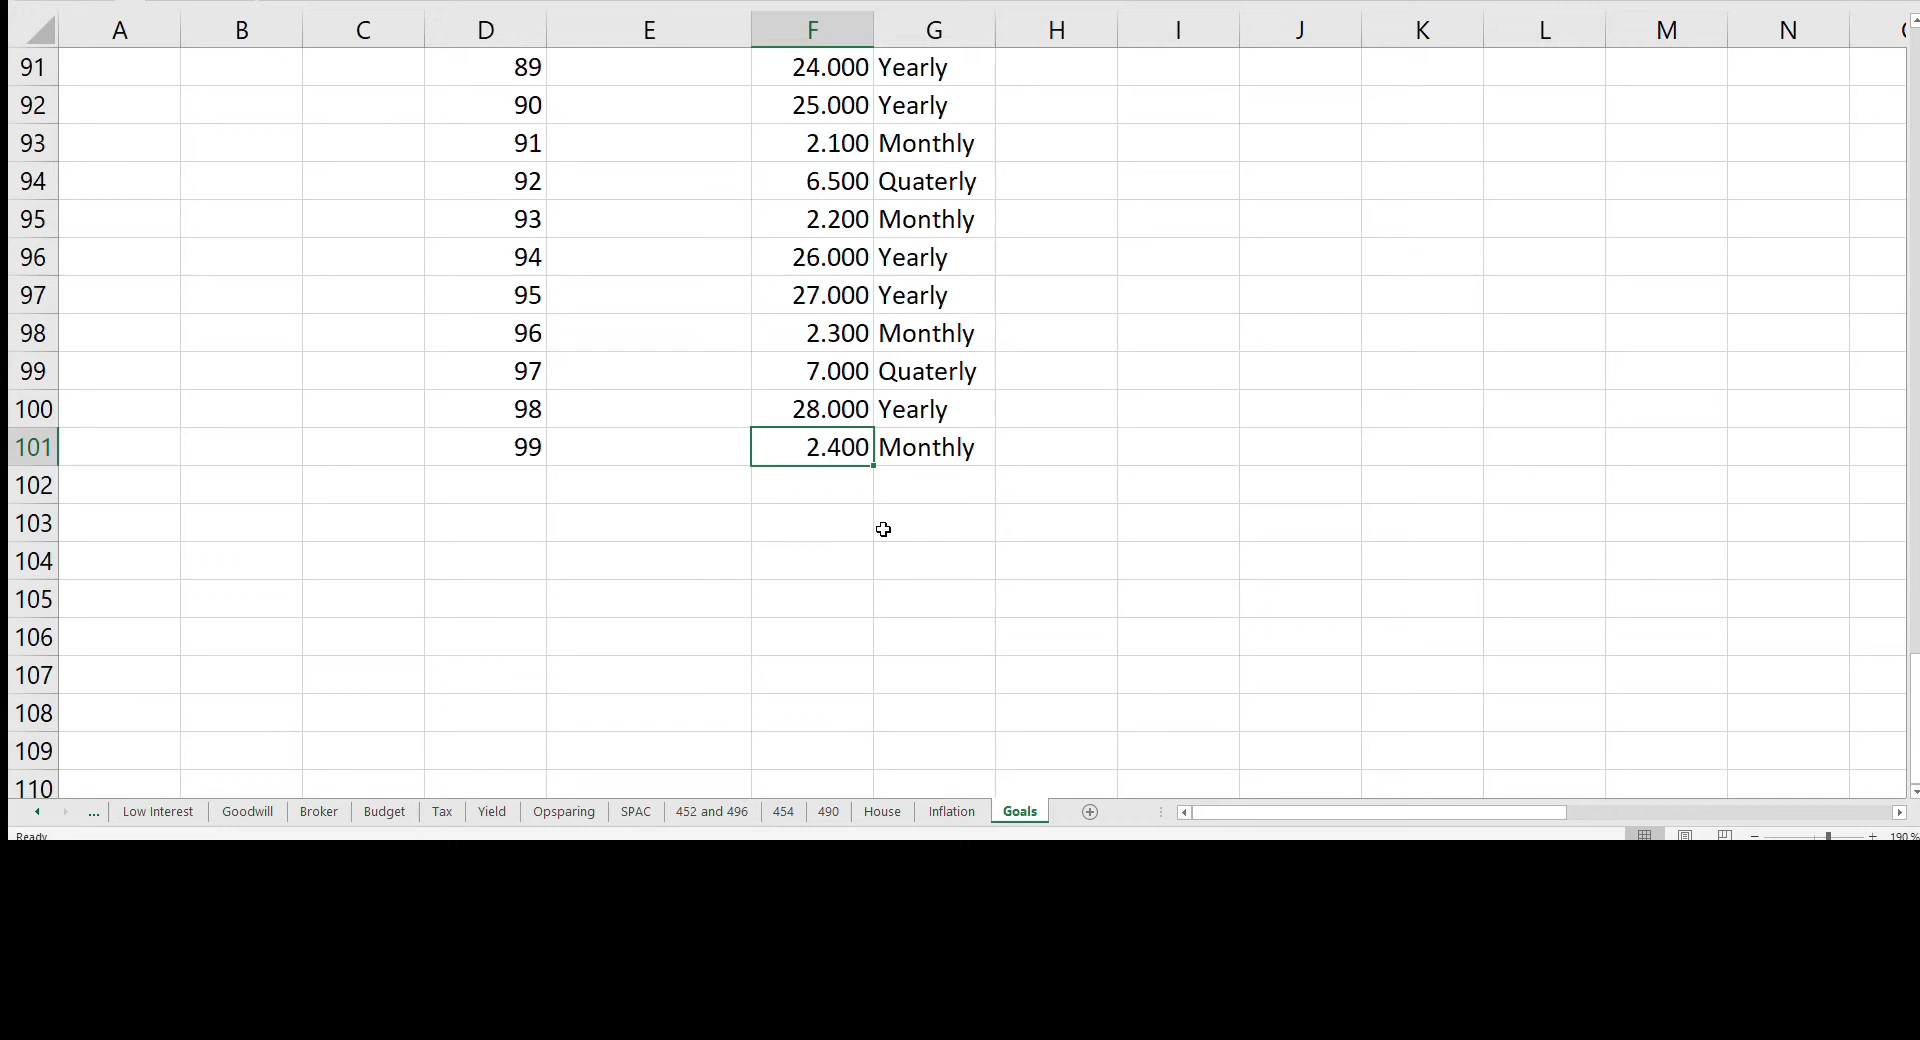 A B C D E F G H I J K L M N
91 89 24.000 Yearly
92 90 25.000 Yearly
93 91 2.100 Monthly
94 92 6.500 Quaterly
95 93 2.200 Monthly
96 94 26.000 Yearly
97 95 27.000 Yearly
98 96 2.300 Monthly
99 97 7.000 Quaterly
100 98 28.000 Yearly
101 99 2.400 Monthly
102
103
104
105
106
107
108
109
110
... Low Interest Goodwill Broker Budget Tax Yield Opsparing SPAC 452 and 496 454 490 House Inflation Goals
Ready 190 %